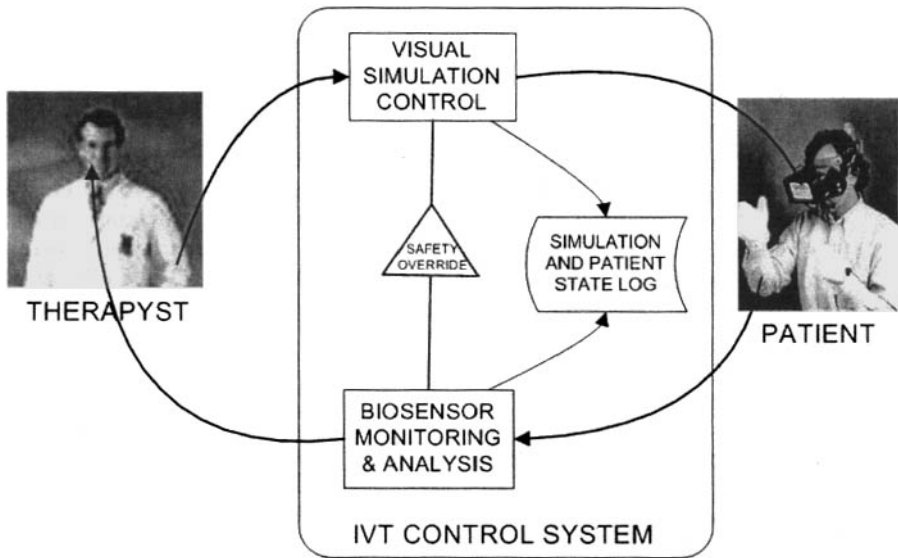 VISUAL
SIMULATION
CONTROL
SAFETY
OVERRIDE
SIMULATION
AND PATIENT
STATE LOG
THERAPYST
PATIENT
BIOSENSOR
MONITORING
& ANALYSIS
IVT CONTROL SYSTEM